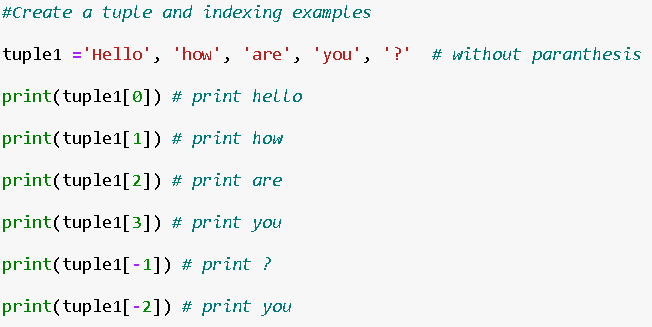 #Create a tuple and indexing examples
tuple1 ='Hello', 'how', 'are', 'you', '?'  # without paranthesis
print(tuple1[0]) # print hello
print(tuple1[1]) # print how
print(tuple1[2]) # print are
print(tuple1[3]) # print you
print(tuple1[-1]) # print ?
print(tuple1[-2]) # print you